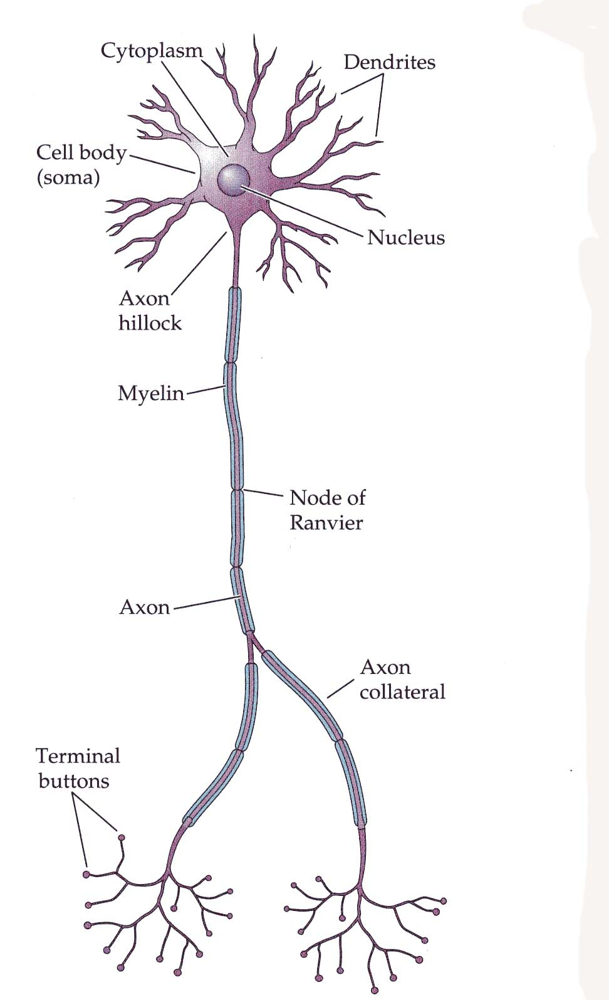 Cytoplasm
Dendrites
Cell body
(soma)
Nucleus
Axon
hillock
Myelin
Node of
Ranvier
Axon
Axon
collateral
Terminal
buttons